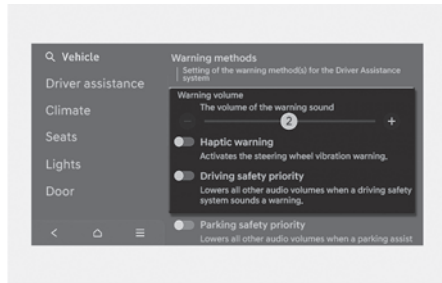 Vehicle
Driver assistance
Climate
Seats
Lights
Door
Warning methods
Setting of the warning method(s) for the Driver Assistance
system
Warning volume
The volume of the warning sound
2
Haptic warning
Activates the steering wheel vibration warning.
Driving safety priority
Lowers all other audio volumes when a driving safety
system sounds a warning.
Parking safety priority
Lowers all other audio volumes when a parking assist